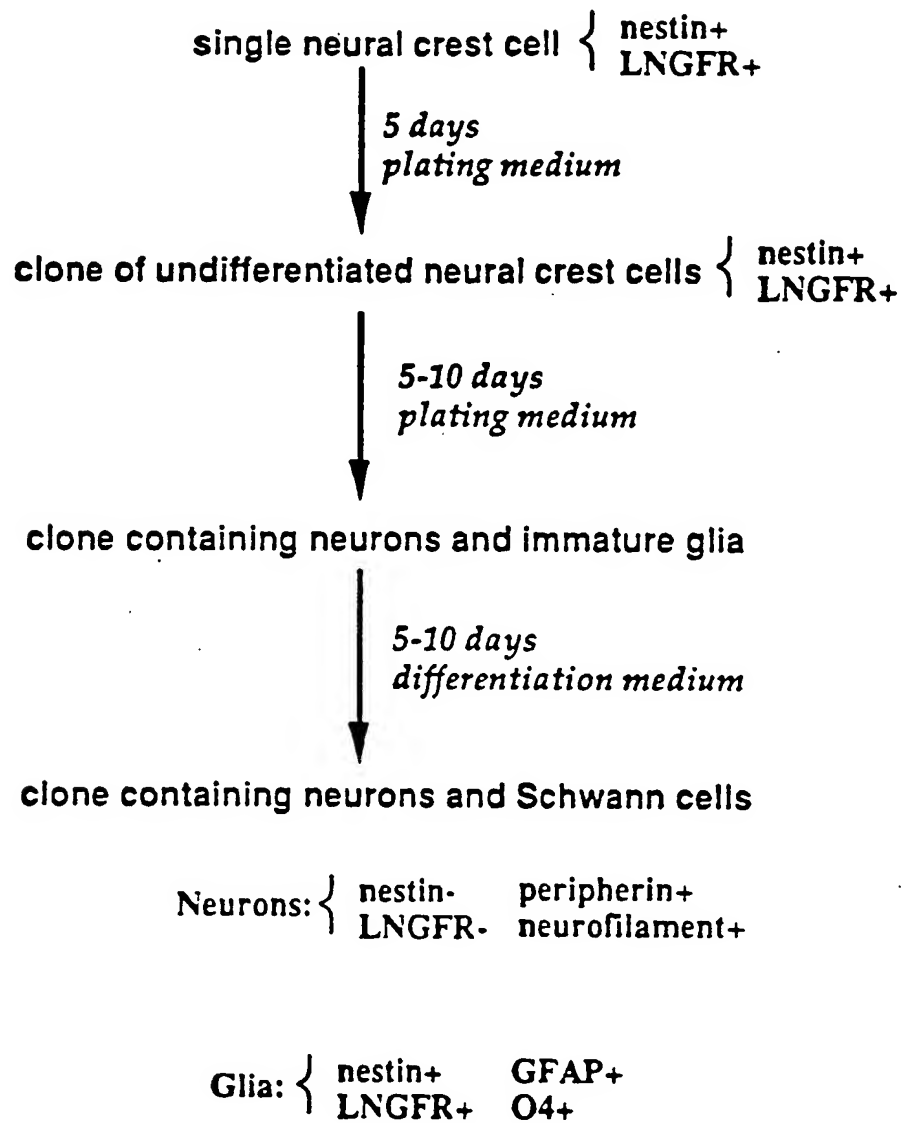 single neural crest cell { nestin+
LNGFR+
5 days
plating medium
clone of undifferentiated neural crest cells { nestin+
LNGFR+
5-10 days
plating medium
clone containing neurons and immature glia
5-10 days
differentiation medium
clone containing neurons and Schwann cells
Neurons: { nestin- peripherin+
LNGFR- neurofilament+
Glia: { nestin+ GFAP+
LNGFR+ O4+